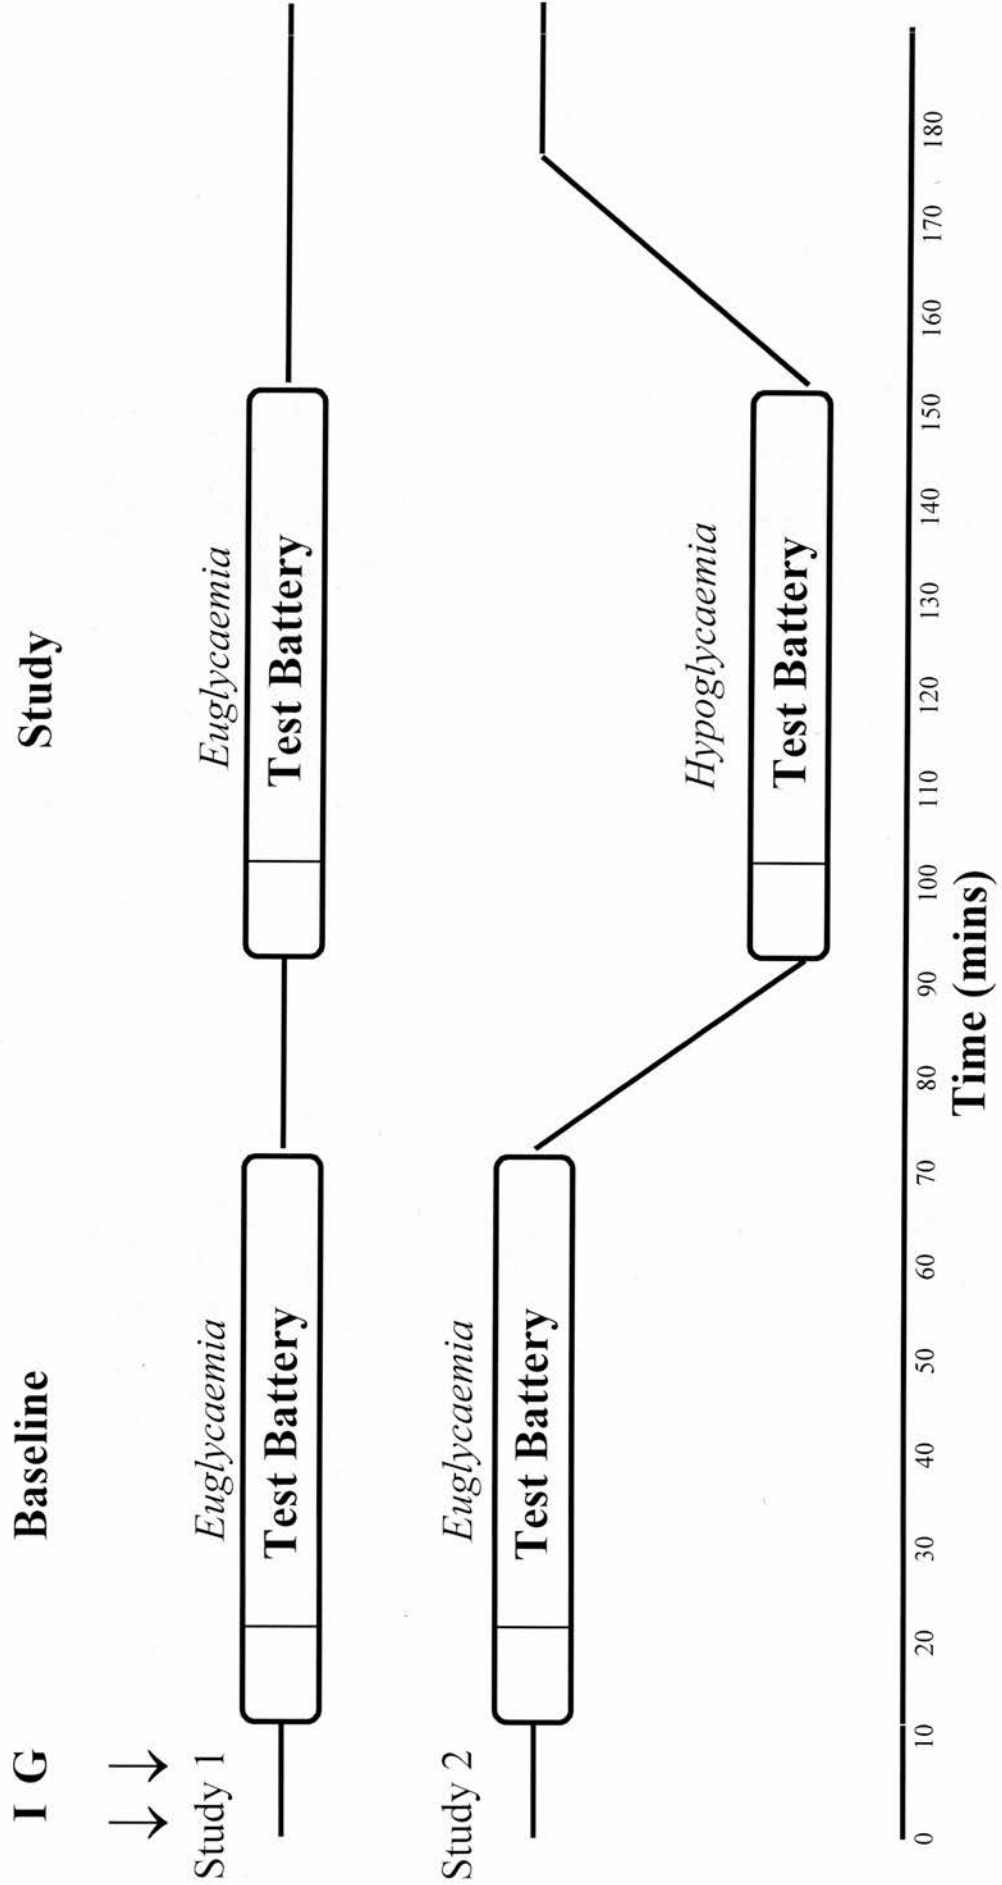 I G Baseline Study
Study 1
Euglycaemia Euglycaemia
Test Battery Test Battery
Study 2
Euglycaemia
Test Battery
Hypoglycaemia
Test Battery
0 10 20 30 40 50 60 70 80 90 100 110 120 130 140 150 160 170 180
Time (mins)